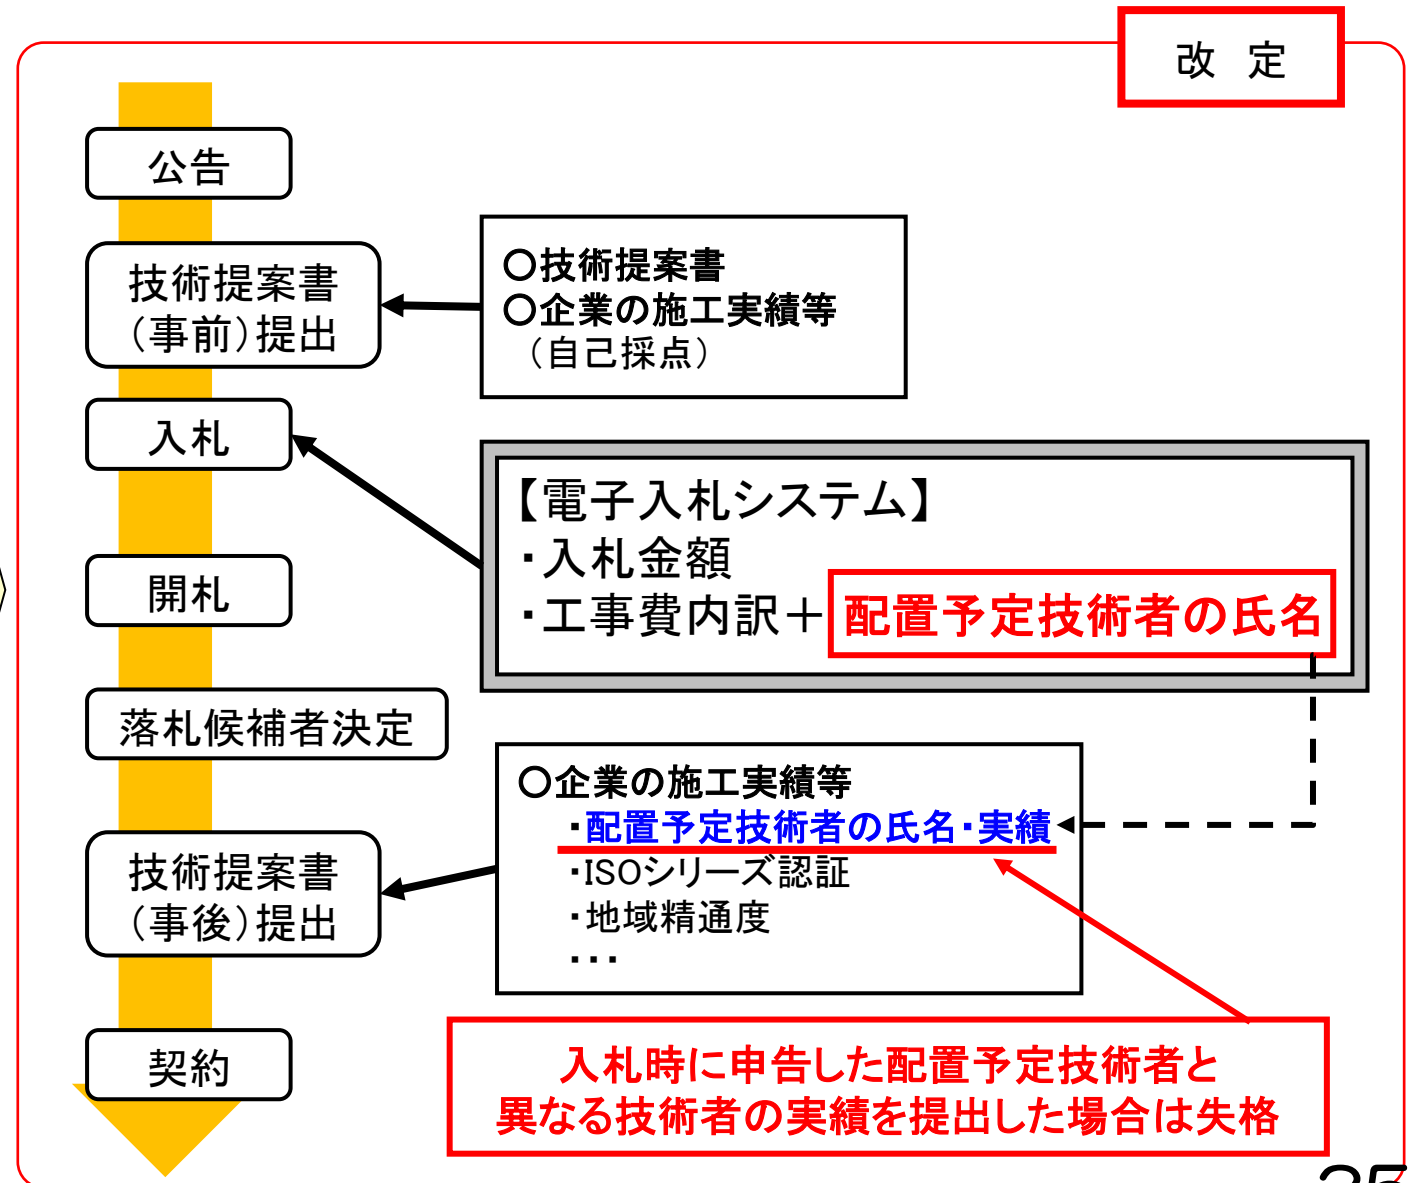 改　定
公告
技術提案書
（事前）提出
〇技術提案書
〇企業の施工実績等
（自己採点）
入札
【電子入札システム】
・入札金額
・工事費内訳＋配置予定技術者の氏名
開札
落札候補者決定
〇企業の施工実績等
・配置予定技術者の氏名・実績
・ISOシリーズ認証
・地域精通度
・・・
技術提案書
（事後）提出
契約
入札時に申告した配置予定技術者と
異なる技術者の実績を提出した場合は失格